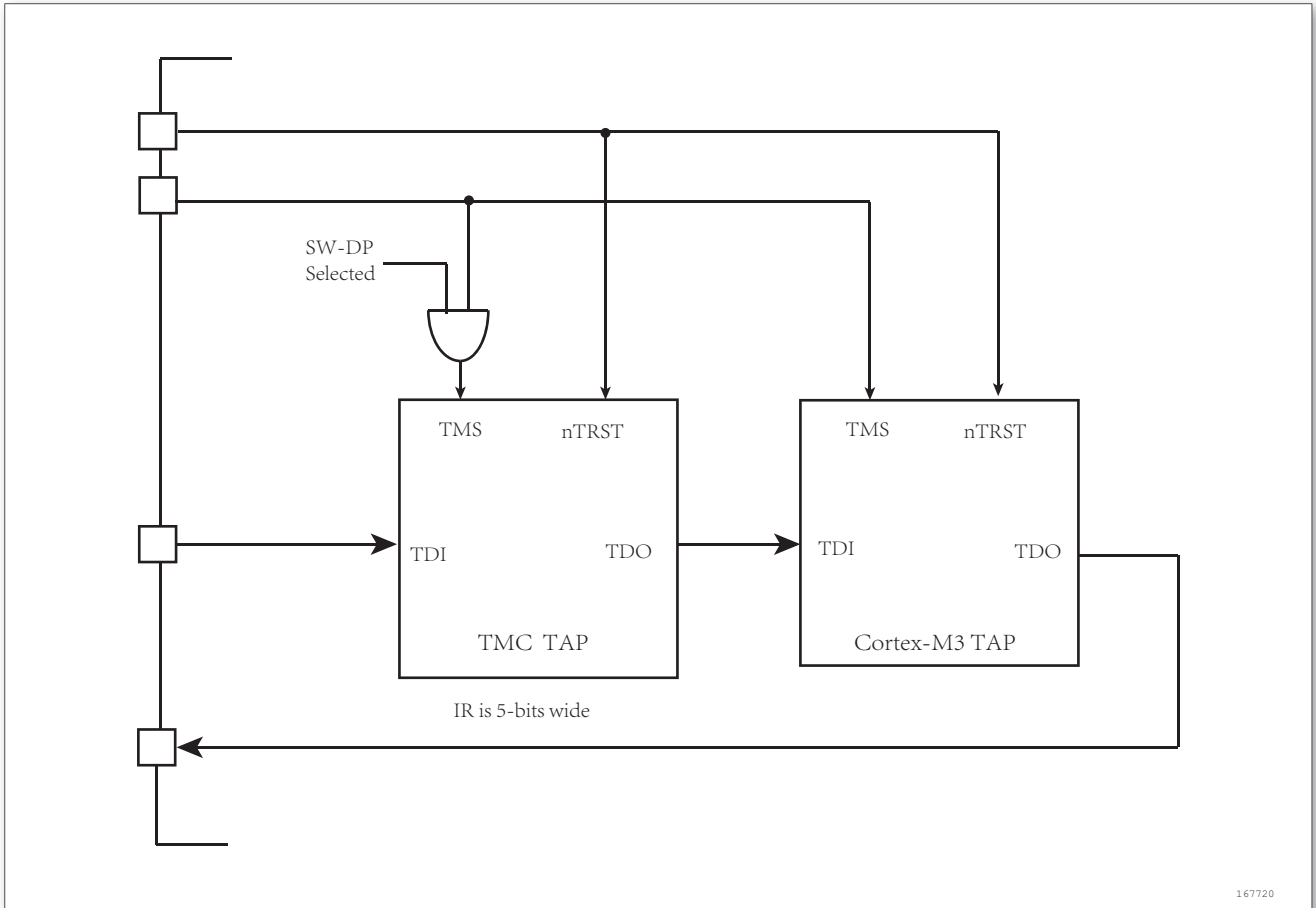 SW-DP
Selected
TMS
nTRST
TMS
nTRST
TDI
TDO
TDI
TDO
TMC TAP
Cortex-M3 TAP
IR is 5-bits wide
167720